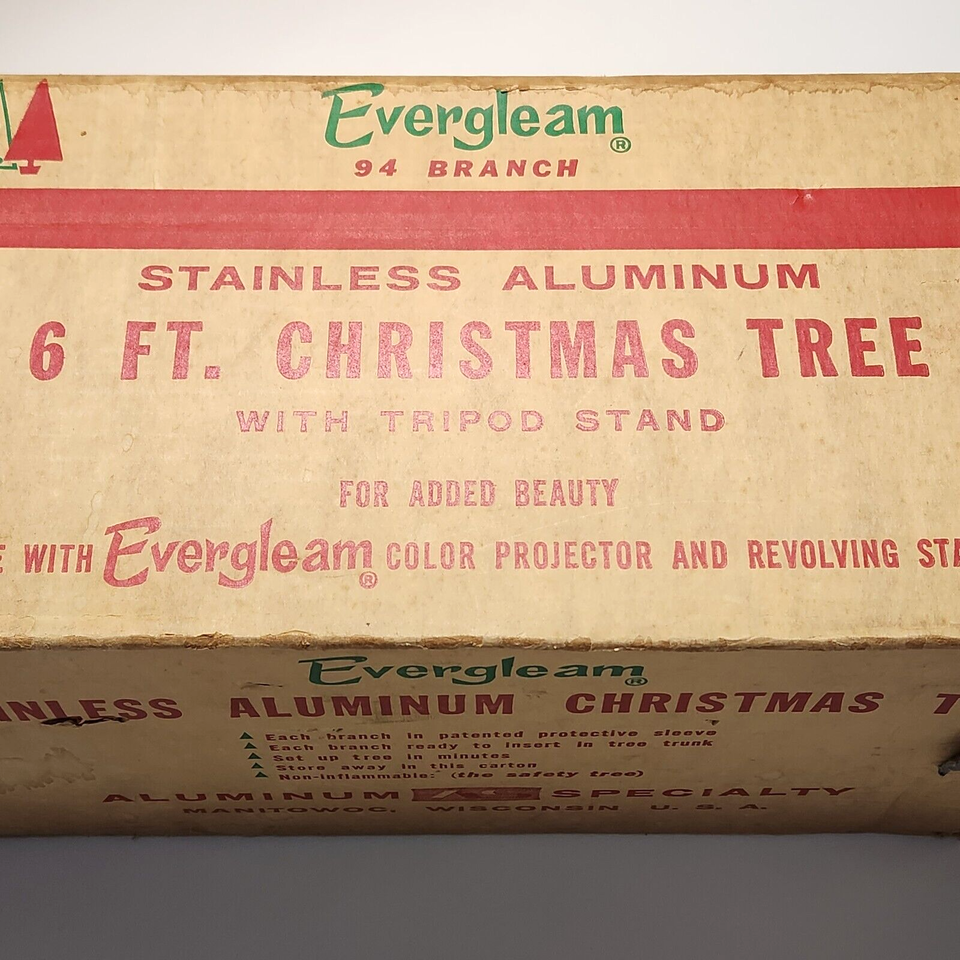 Evergleam®
94 BRANCH
STAINLESS ALUMINUM
6 FT. CHRISTMAS TREE
WITH TRIPOD STAND
FOR ADDED BEAUTY
WITH Evergleam® COLOR PROJECTOR AND REVOLVING
Evergleam®
ALUMINUM CHRISTMAS
Each branch in patented protective sleeve
Each branch ready to insert in tree trunk
Set up tree in minutes
Store away in this carton
Non-inflammable: (the safety tree)
ALUMINUM SPECIALTY
MANITOWOC, WISCONSIN U. S. A.